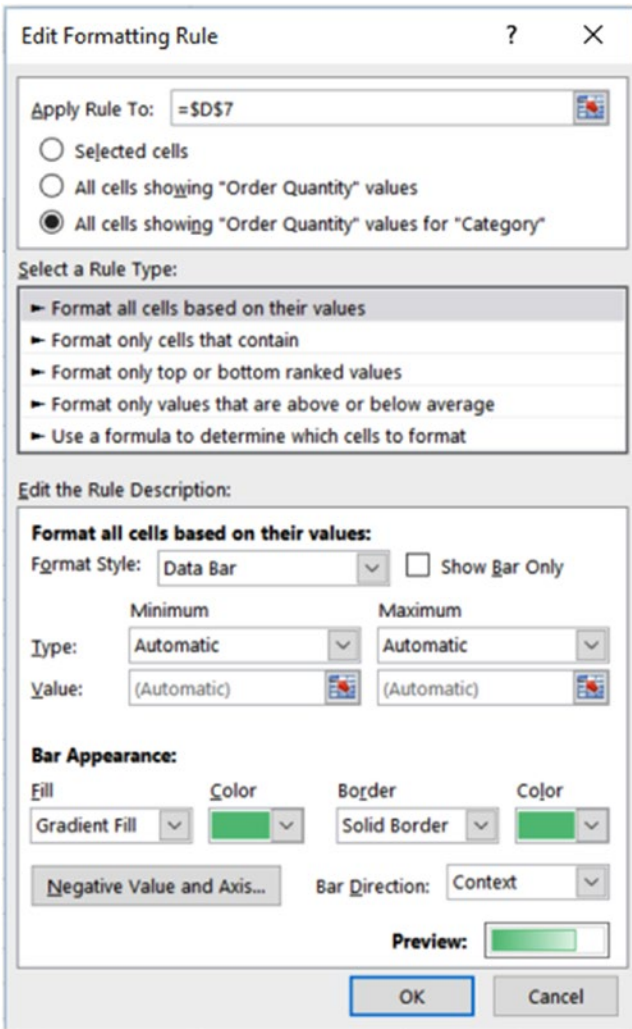 Edit Formatting Rule ? X
Apply Rule To: =$D$7
Selected cells
All cells showing "Order Quantity" values
All cells showing "Order Quantity" values for "Category"
Select a Rule Type:
► Format all cells based on their values
► Format only cells that contain
► Format only top or bottom ranked values
► Format only values that are above or below average
► Use a formula to determine which cells to format
Edit the Rule Description:
Format all cells based on their values:
Format Style: Data Bar Show Bar Only
Minimum Maximum
Type: Automatic Automatic
Value: (Automatic) (Automatic)
Bar Appearance:
Fill Color Border Color
Gradient Fill Solid Border
Negative Value and Axis... Bar Direction: Context
Preview:
OK Cancel